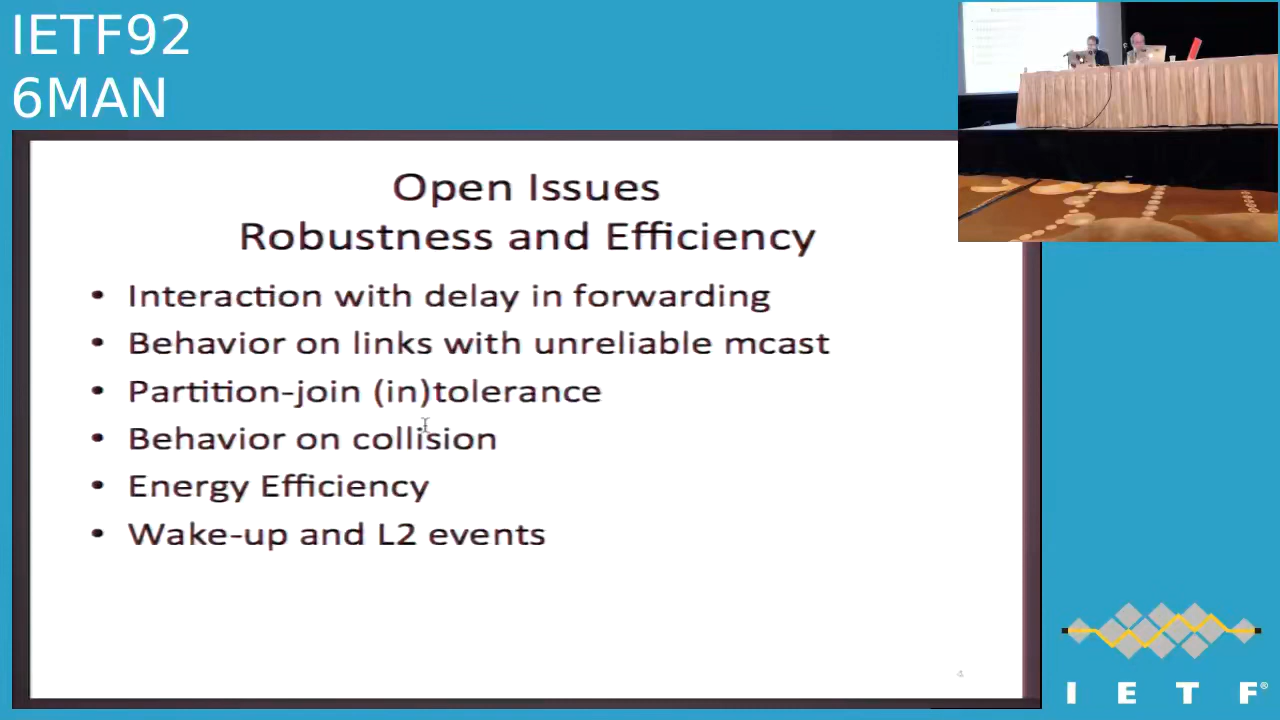 IETF92
6MAN
Open Issues
Robustness and Efficiency
• Interaction with delay in forwarding
• Behavior on links with unreliable mcast
• Partition-join (in)tolerance
• Behavior on collision
• Energy Efficiency
• Wake-up and L2 events
4
I E T F®